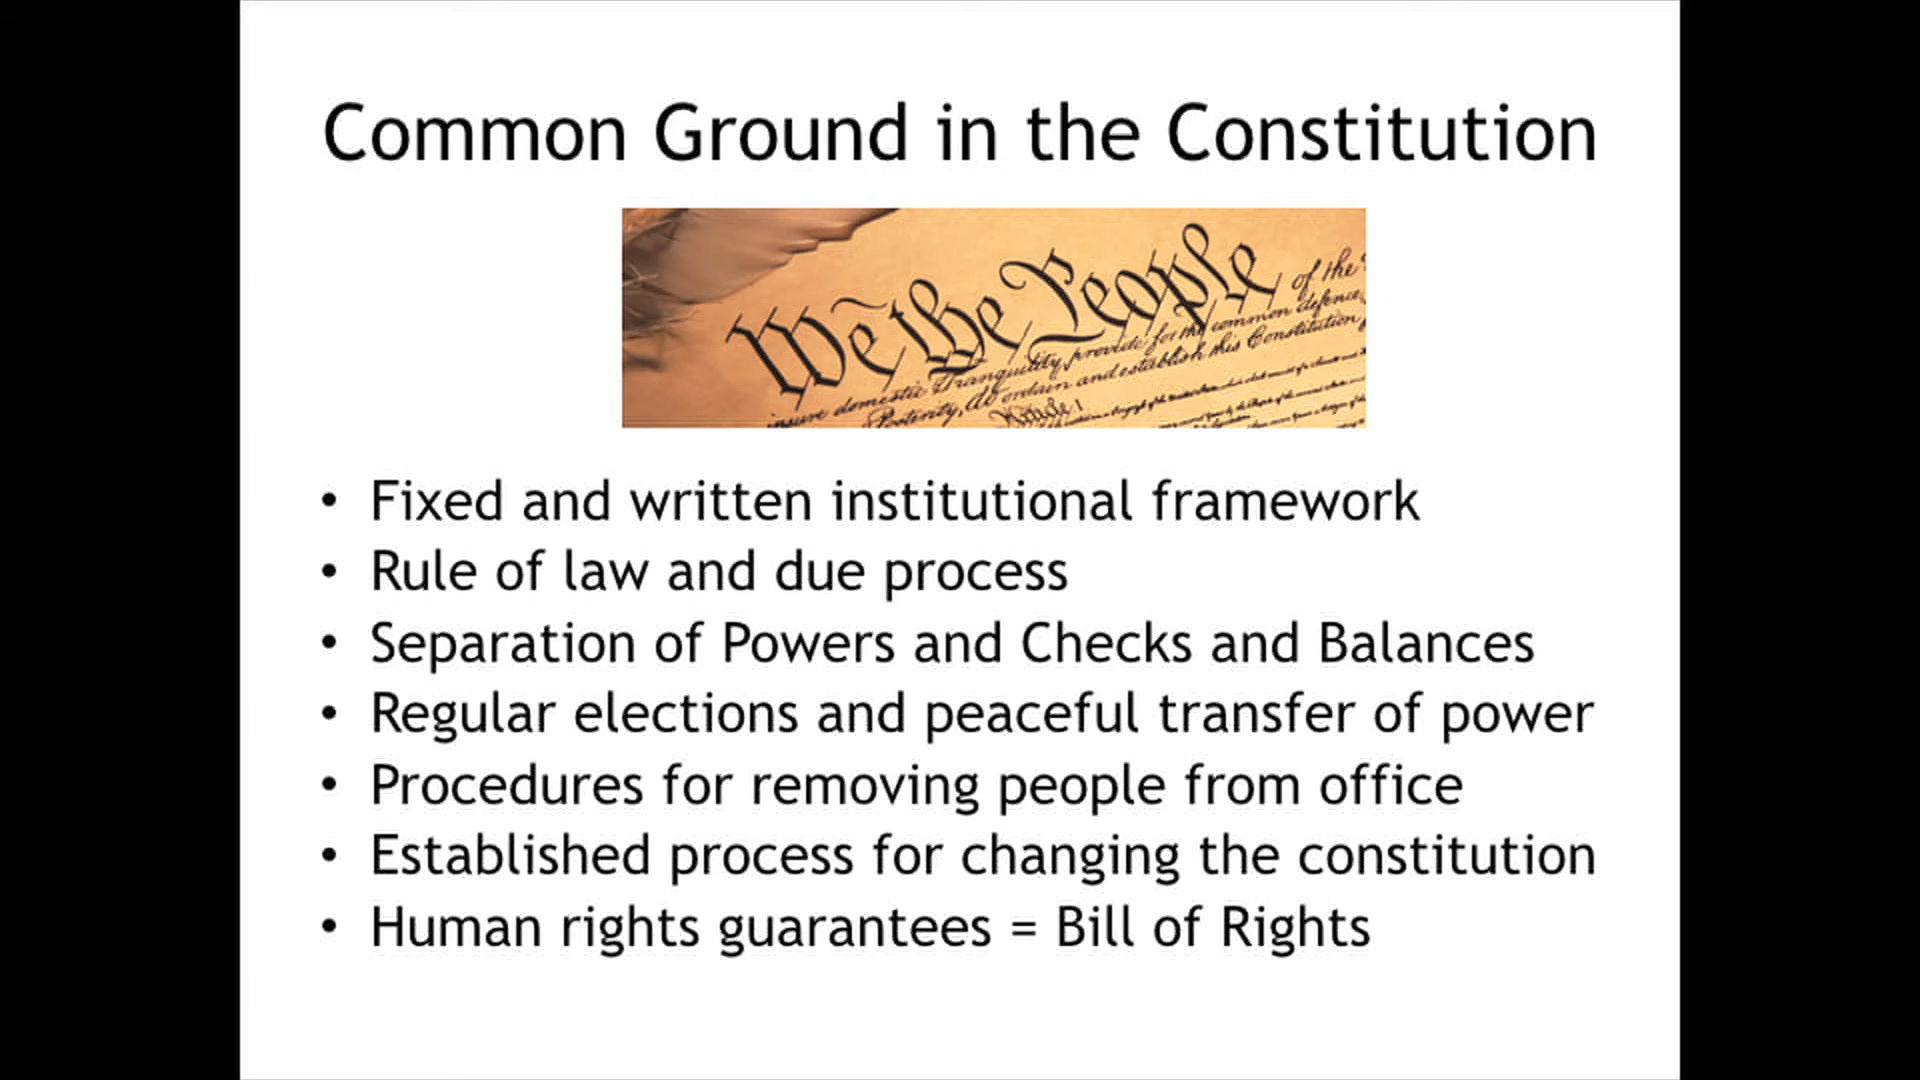 Common Ground in the Constitution
We the People of the
insure domestic Tranquility, provide for the common defence,
Posterity, do ordain and establish this Constitution
Article I
• Fixed and written institutional framework
• Rule of law and due process
• Separation of Powers and Checks and Balances
• Regular elections and peaceful transfer of power
• Procedures for removing people from office
• Established process for changing the constitution
• Human rights guarantees = Bill of Rights